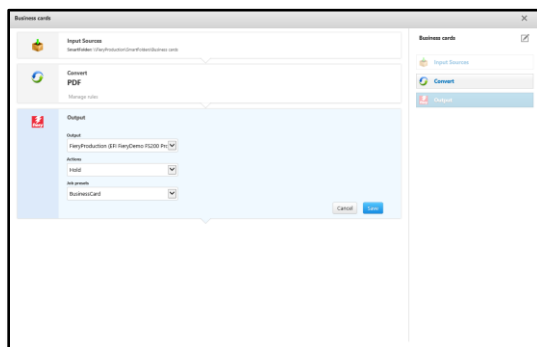 Business cards
Input Sources
SmartFolder: \\FieryProduction\SmartFolders\Business cards
Convert
PDF
Manage rules
Output
Output
FieryProduction (EFI FieryDemo FS200 Pro
Actions
Hold
Job presets
BusinessCard
Cancel
Save
Business cards
Input Sources
Convert
Output